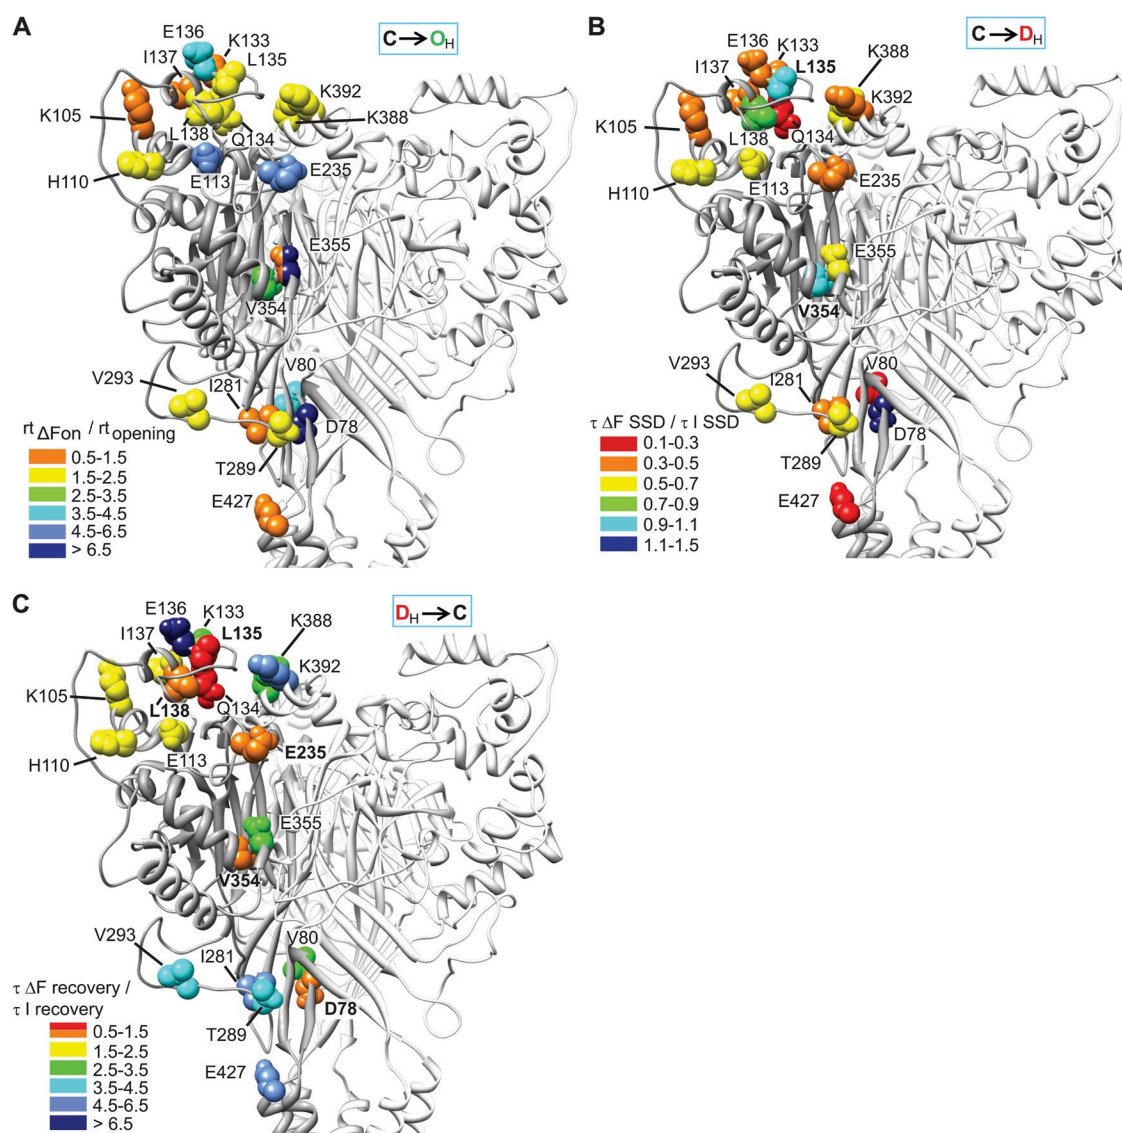 A
C→OH
E136
K133
I137
L135
K392
K105
K388
L138
Q134
H110
E113
E235
E355
V354
V80
V293
I281
D78
T289
E427
rt ΔFon / rt opening
0.5-1.5
1.5-2.5
2.5-3.5
3.5-4.5
4.5-6.5
> 6.5
B
C→DH
E136
K133
K388
I137
L135
K392
K105
L138
Q134
H110
E113
E235
E355
V354
V80
V293
I281
D78
T289
E427
τ ΔF SSD / τ I SSD
0.1-0.3
0.3-0.5
0.5-0.7
0.7-0.9
0.9-1.1
1.1-1.5
C
DH→C
E136
K133
K388
I137
L135
K392
K105
L138
Q134
H110
E113
E235
E355
V354
V80
V293
I281
D78
T289
E427
τ ΔF recovery /
τ I recovery
0.5-1.5
1.5-2.5
2.5-3.5
3.5-4.5
4.5-6.5
> 6.5